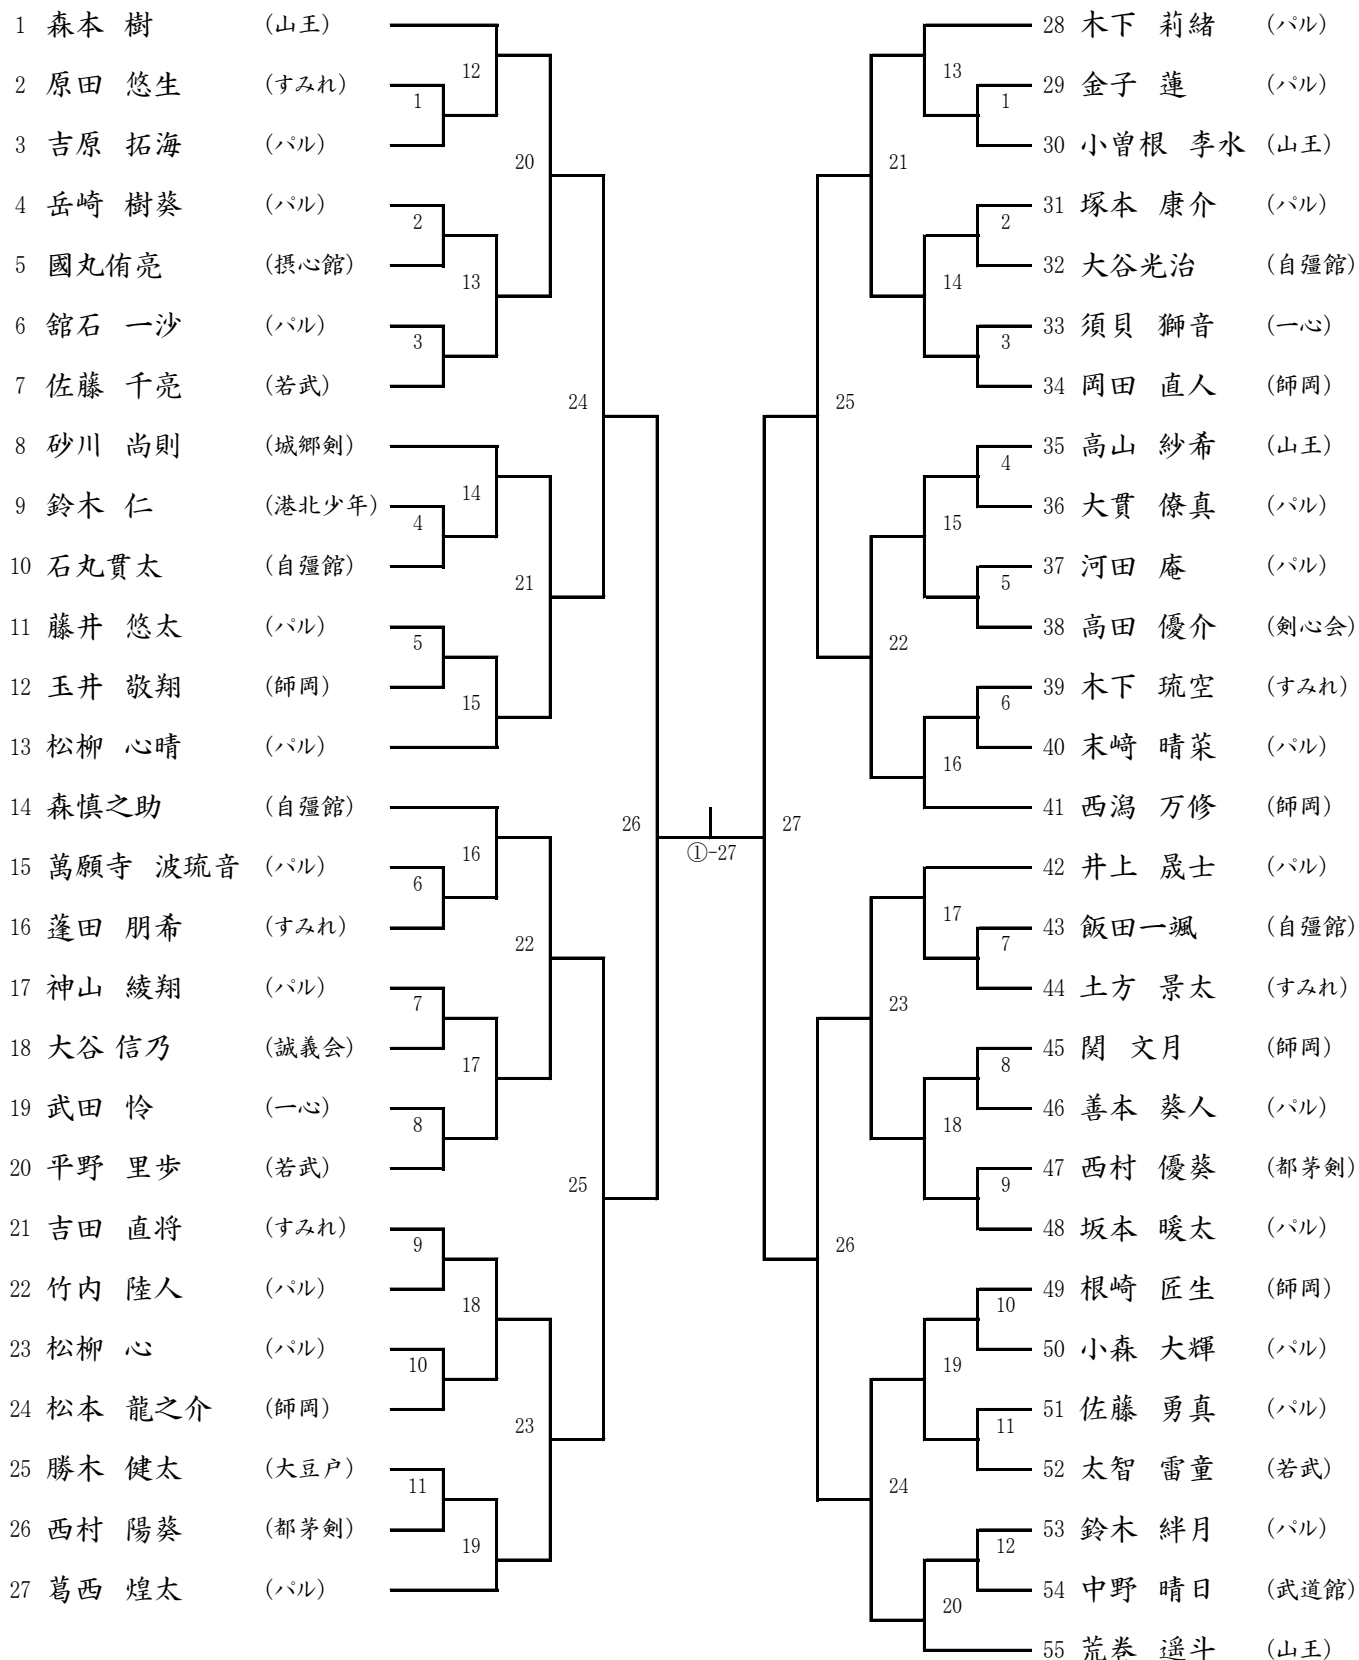 1 森本 樹 (山王)
2 原田 悠生 (すみれ)
3 吉原 拓海 (パル)
4 岳崎 樹葵 (パル)
5 國丸侑亮 (摂心館)
6 舘石 一沙 (パル)
7 佐藤 千亮 (若武)
8 砂川 尚則 (城郷剣)
9 鈴木 仁 (港北少年)
10 石丸貫太 (自彊館)
11 藤井 悠太 (パル)
12 玉井 敬翔 (師岡)
13 松柳 心晴 (パル)
14 森慎之助 (自彊館)
15 萬願寺 波琉音 (パル)
16 蓬田 朋希 (すみれ)
17 神山 綾翔 (パル)
18 大谷 信乃 (誠義会)
19 武田 怜 (一心)
20 平野 里歩 (若武)
21 吉田 直将 (すみれ)
22 竹内 陸人 (パル)
23 松柳 心 (パル)
24 松本 龍之介 (師岡)
25 勝木 健太 (大豆戸)
26 西村 陽葵 (都茅剣)
27 葛西 煌太 (パル)
1
2
3
4
5
6
7
8
9
10
11
12
13
14
15
16
17
18
19
20
21
22
23
24
25
26
①-27
27
25
26
21
22
23
24
13
14
15
16
17
18
19
20
1
2
3
4
5
6
7
8
9
10
11
12
28 木下 莉緒 (パル)
29 金子 蓮 (パル)
30 小曽根 李水 (山王)
31 塚本 康介 (パル)
32 大谷光治 (自彊館)
33 須貝 獅音 (一心)
34 岡田 直人 (師岡)
35 高山 紗希 (山王)
36 大貫 僚真 (パル)
37 河田 庵 (パル)
38 高田 優介 (剣心会)
39 木下 琉空 (すみれ)
40 末﨑 晴菜 (パル)
41 西潟 万修 (師岡)
42 井上 晟士 (パル)
43 飯田一颯 (自彊館)
44 土方 景太 (すみれ)
45 関 文月 (師岡)
46 善本 葵人 (パル)
47 西村 優葵 (都茅剣)
48 坂本 暖太 (パル)
49 根崎 匠生 (師岡)
50 小森 大輝 (パル)
51 佐藤 勇真 (パル)
52 太智 雷童 (若武)
53 鈴木 絆月 (パル)
54 中野 晴日 (武道館)
55 荒巻 遥斗 (山王)